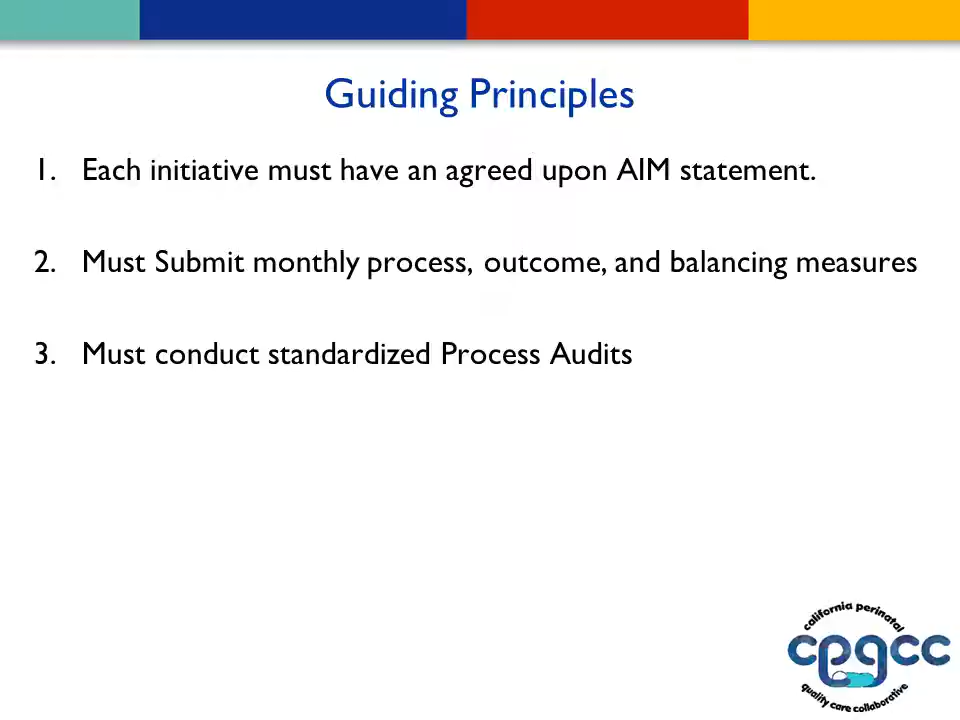 Guiding Principles
1. Each initiative must have an agreed upon AIM statement.
2. Must Submit monthly process, outcome, and balancing measures
3. Must conduct standardized Process Audits
california perinatal
cpqcc
quality care collaborative